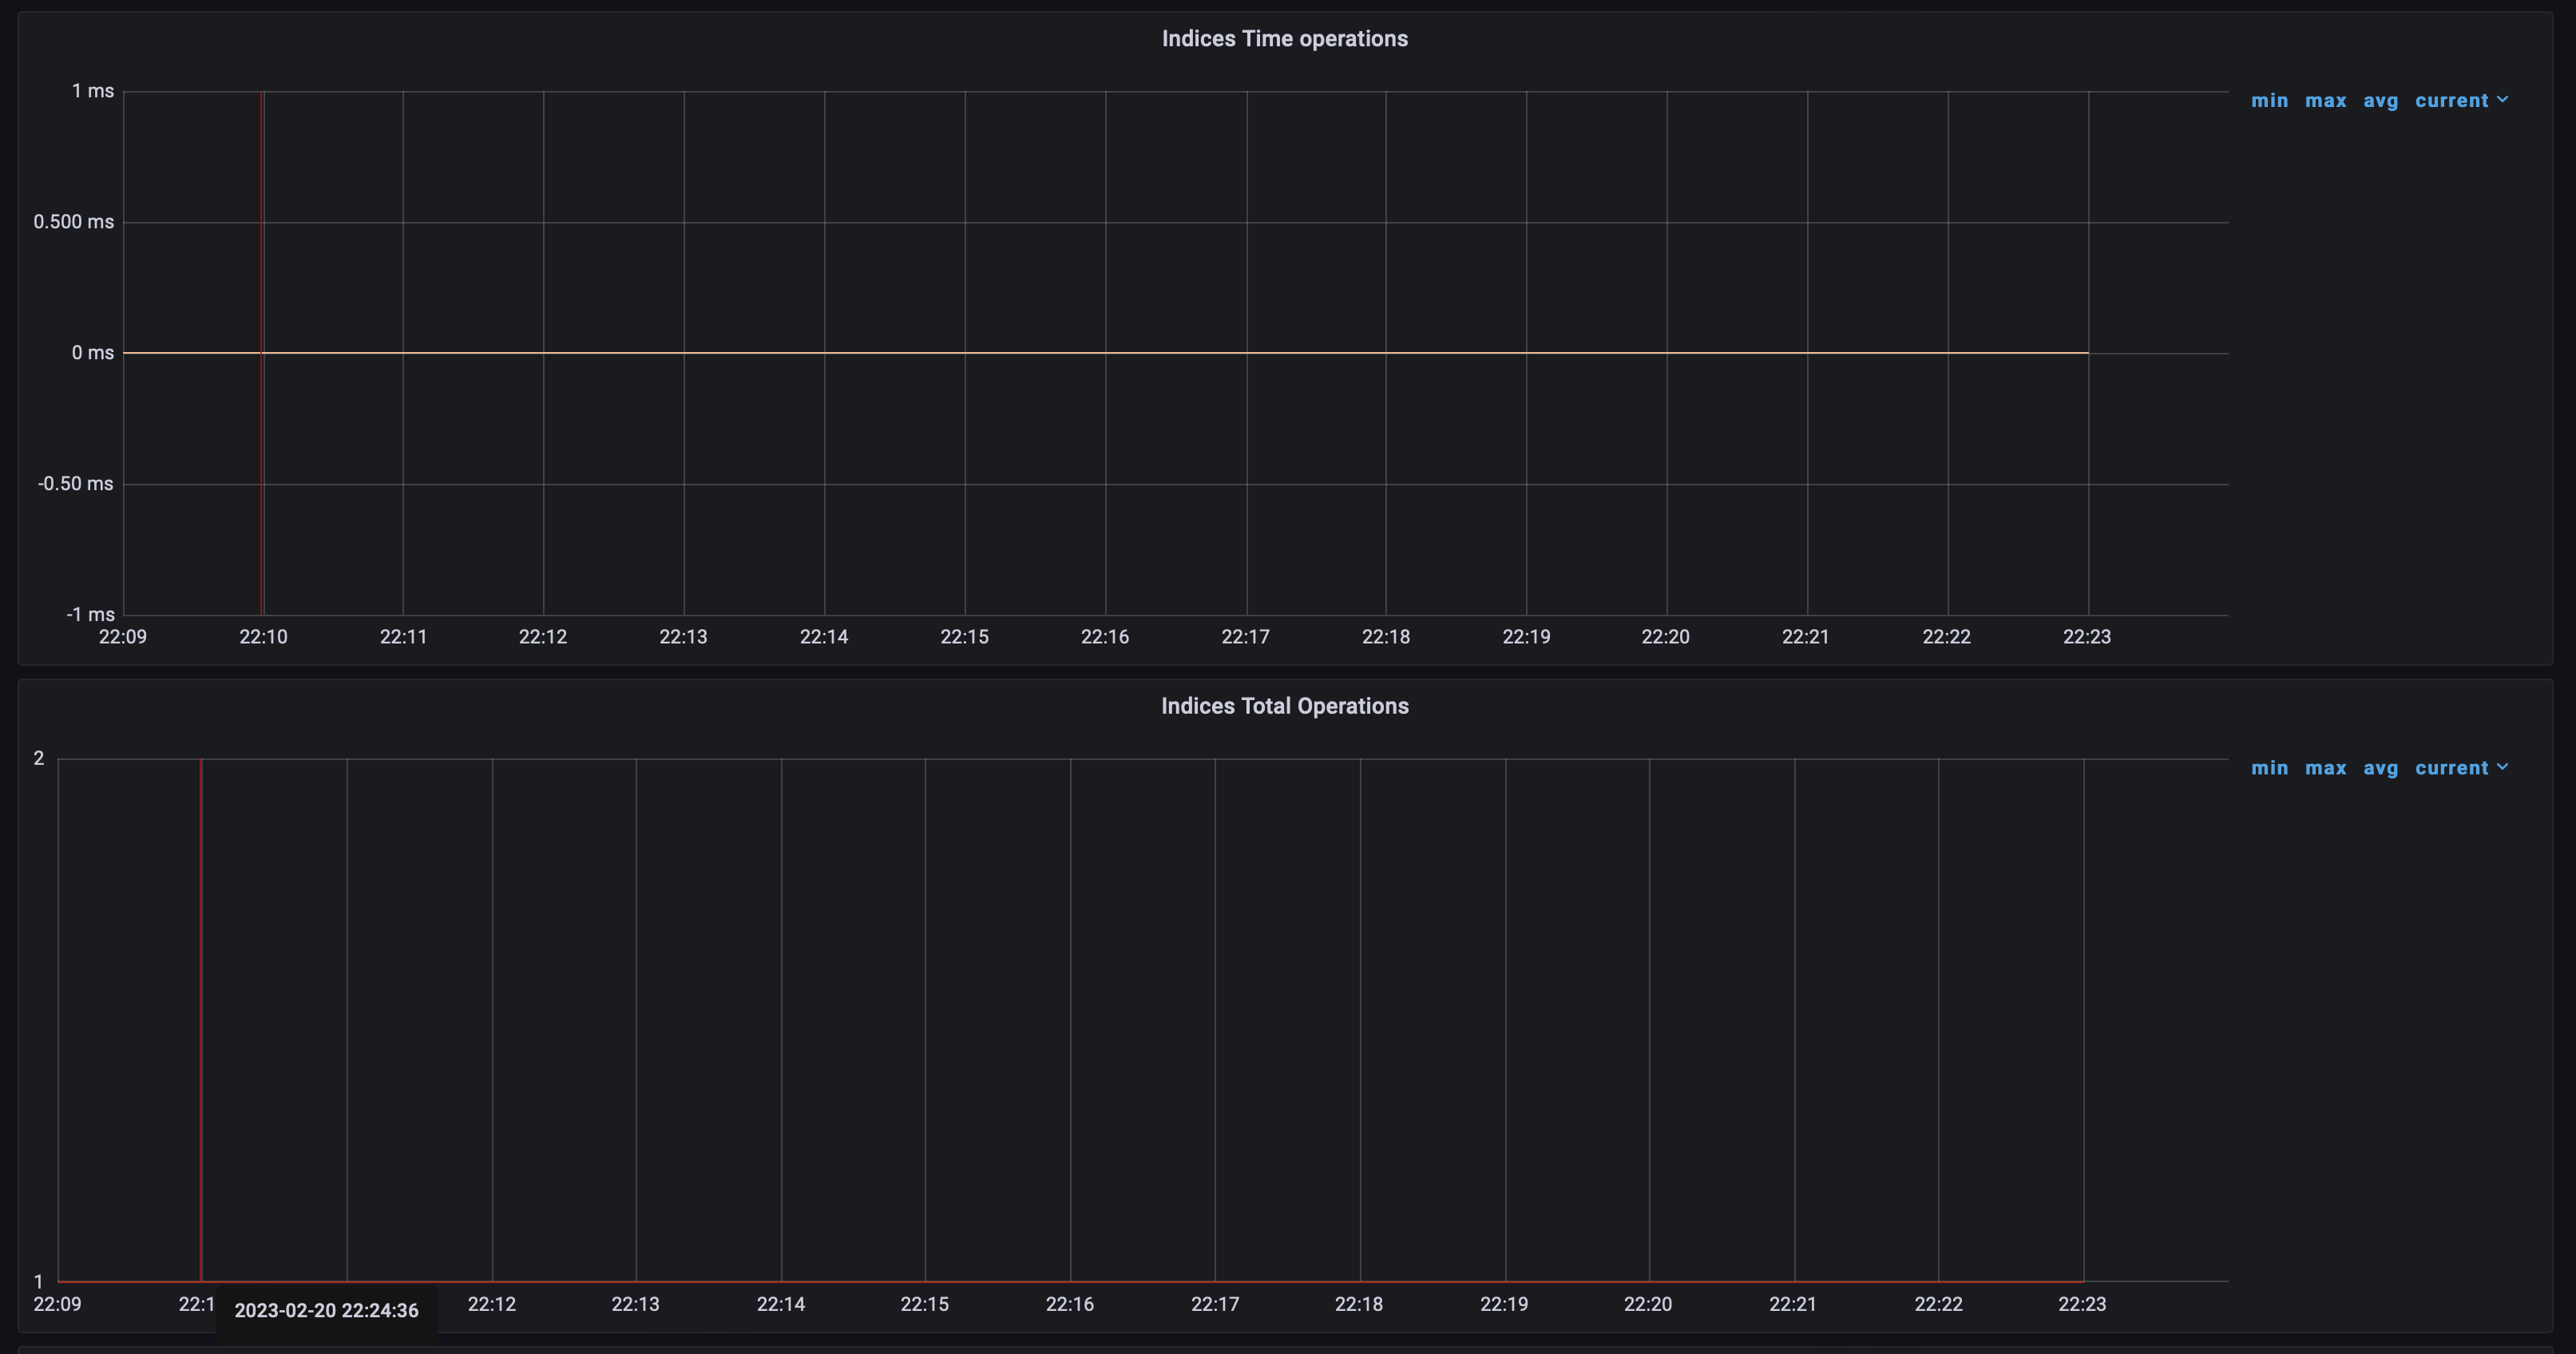 Indices Time operations
min max avg current
1 ms
0.500 ms
0 ms
-0.50 ms
-1 ms
22:09 22:10 22:11 22:12 22:13 22:14 22:15 22:16 22:17 22:18 22:19 22:20 22:21 22:22 22:23
Indices Total Operations
min max avg current
2
1
22:09 22:1 22:12 22:13 22:14 22:15 22:16 22:17 22:18 22:19 22:20 22:21 22:22 22:23
2023-02-20 22:24:36